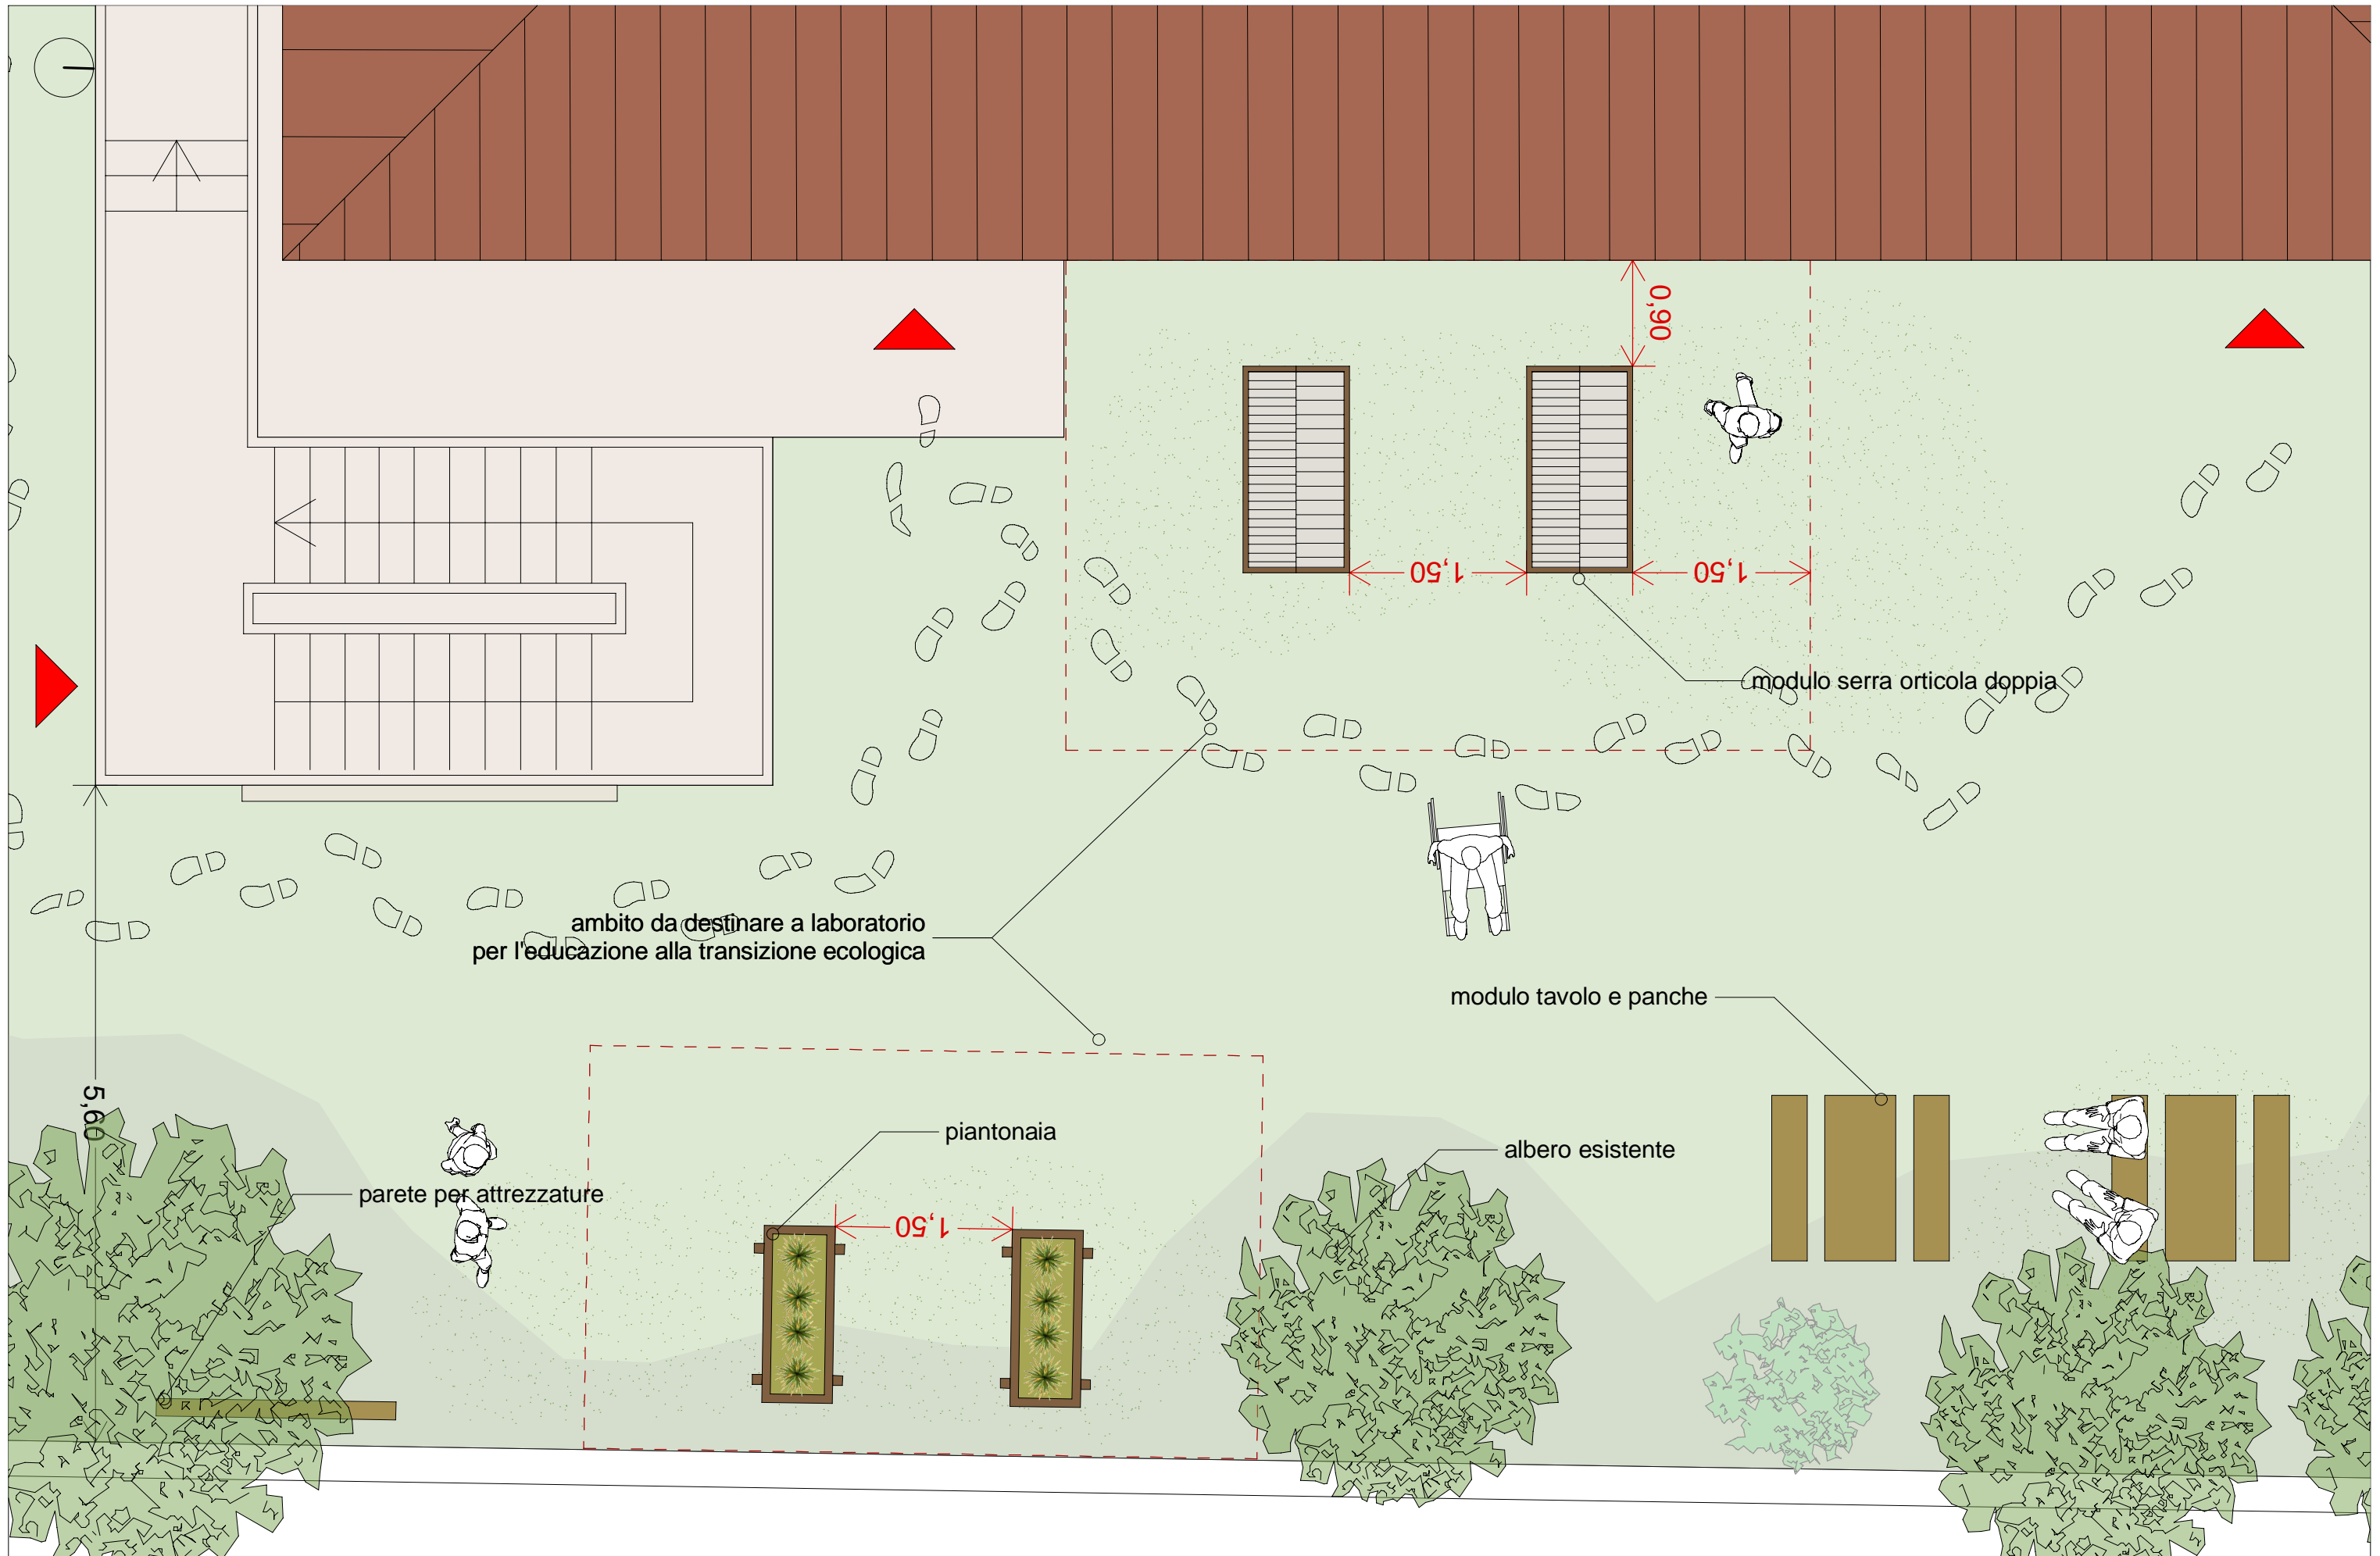 0,90
1,50
1,50
modulo serra orticola doppia
ambito da destinare a laboratorio
per l'educazione alla transizione ecologica
modulo tavolo e panche
5,60
piantonaia
albero esistente
parete per attrezzature
1,50